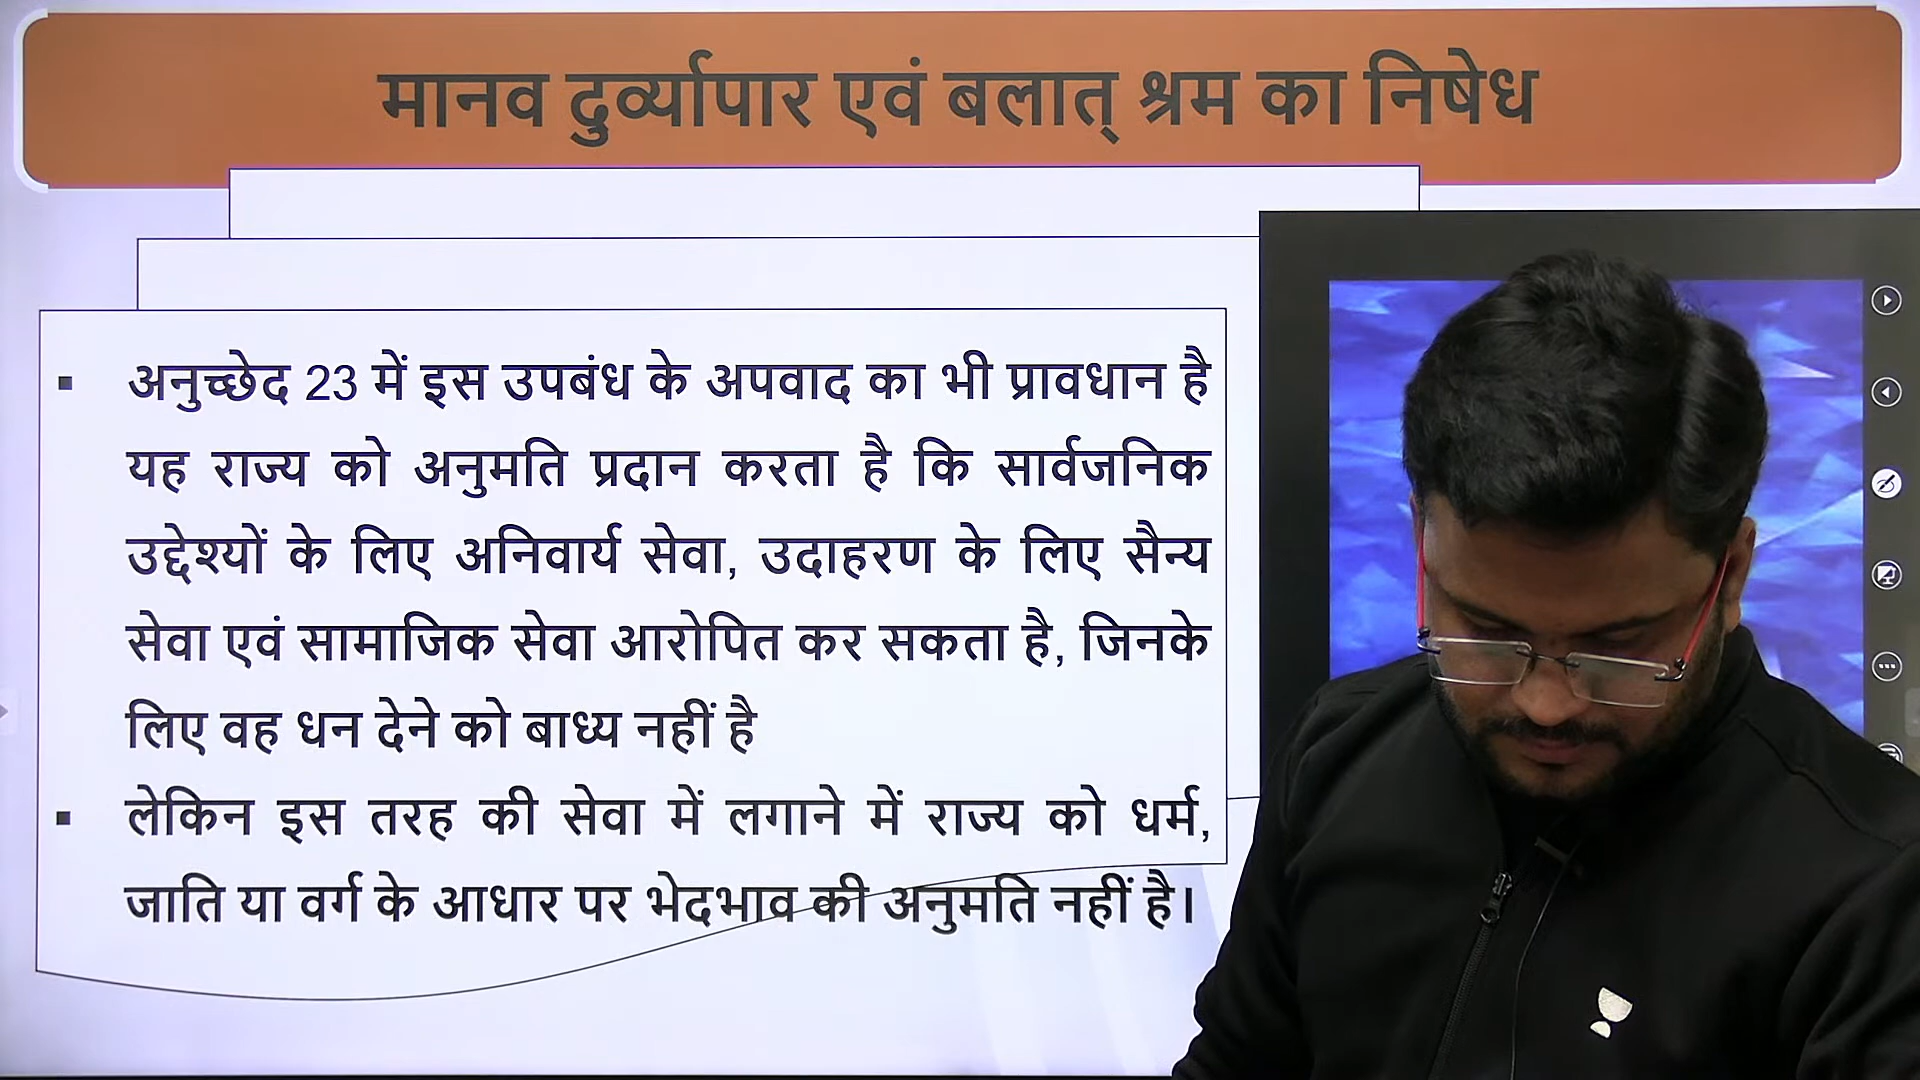 मानव दुर्व्यापार एवं बलात् श्रम का निषेध
▪ अनुच्छेद 23 में इस उपबंध के अपवाद का भी प्रावधान है
यह राज्य को अनुमति प्रदान करता है कि सार्वजनिक
उद्देश्यों के लिए अनिवार्य सेवा, उदाहरण के लिए सैन्य
सेवा एवं सामाजिक सेवा आरोपित कर सकता है, जिनके
लिए वह धन देने को बाध्य नहीं है
▪ लेकिन इस तरह की सेवा में लगाने में राज्य को धर्म,
जाति या वर्ग के आधार पर भेदभाव की अनुमति नहीं है।